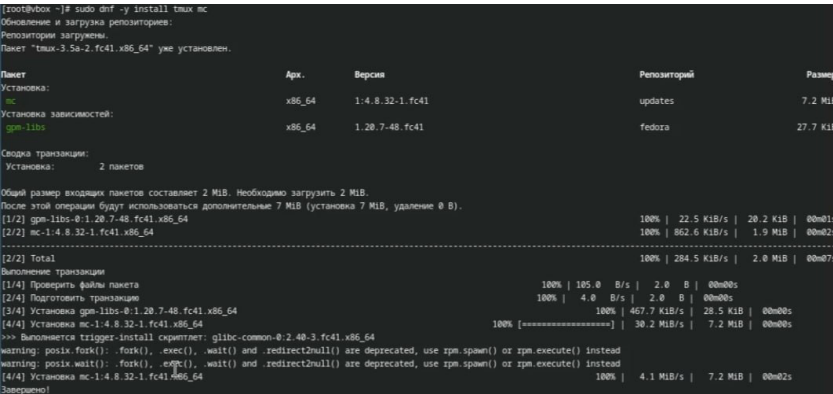 [root@vbox ~]# sudo dnf -y install tmux mc
Обновление и загрузка репозиториев:
Репозитории загружены.
Пакет "tmux-3.5a-2.fc41.x86_64" уже установлен.
Пакет Арх. Версия Репозиторий Размер
Установка:
mc x86_64 1:4.8.32-1.fc41 updates 7.2 MiB
Установка зависимостей:
gpm-libs x86_64 1.20.7-48.fc41 fedora 27.7 KiB
Сводка транзакции:
Установка: 2 пакетов
Общий размер входящих пакетов составляет 2 MiB. Необходимо загрузить 2 MiB.
После этой операции будут использоваться дополнительные 7 MiB (установка 7 MiB, удаление 0 B).
[1/2] gpm-libs-0:1.20.7-48.fc41.x86_64 100% | 22.5 KiB/s | 20.2 KiB | 00m01s
[2/2] mc-1:4.8.32-1.fc41.x86_64 100% | 862.6 KiB/s | 1.9 MiB | 00m02s
--------------------------------------------------------------------------------
[2/2] Total 100% | 284.5 KiB/s | 2.0 MiB | 00m07s
Выполнение транзакции
[1/4] Проверить файлы пакета 100% | 105.0 B/s | 2.0 B | 00m00s
[2/4] Подготовить транзакцию 100% | 4.0 B/s | 2.0 B | 00m00s
[3/4] Установка gpm-libs-0:1.20.7-48.fc41.x86_64 100% | 467.7 KiB/s | 28.5 KiB | 00m00s
[4/4] Установка mc-1:4.8.32-1.fc41.x86_64 100% [==================] | 30.2 MiB/s | 7.2 MiB | 00m00s
>>> Выполняется trigger-install скриптлет: glibc-common-0:2.40-3.fc41.x86_64
warning: posix.fork(): .fork(), .exec(), .wait() and .redirect2null() are deprecated, use rpm.spawn() or rpm.execute() instead
warning: posix.wait(): .fork(), .exec(), .wait() and .redirect2null() are deprecated, use rpm.spawn() or rpm.execute() instead
[4/4] Установка mc-1:4.8.32-1.fc41.x86_64 100% | 4.1 MiB/s | 7.2 MiB | 00m02s
Завершено!